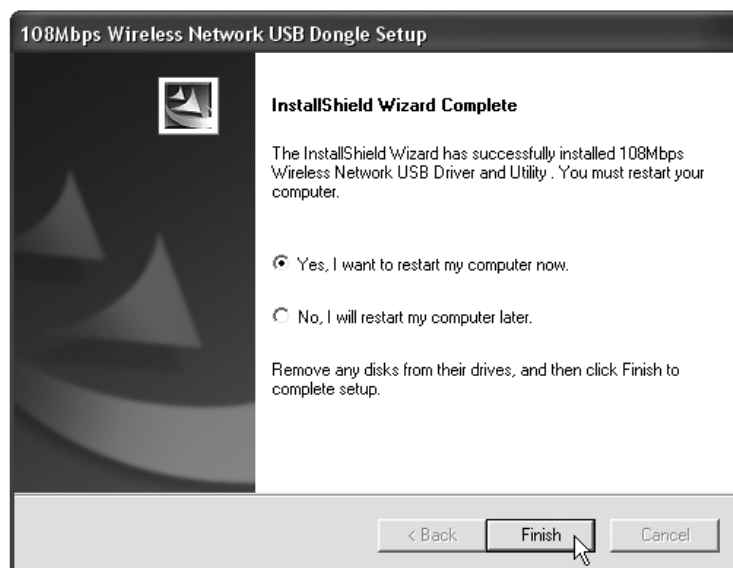 108Mbps Wireless Network USB Dongle Setup
InstallShield Wizard Complete
The InstallShield Wizard has successfully installed 108Mbps
Wireless Network USB Driver and Utility . You must restart your
computer.
Yes, I want to restart my computer now.
No, I will restart my computer later.
Remove any disks from their drives, and then click Finish to
complete setup.
< Back
Finish
Cancel